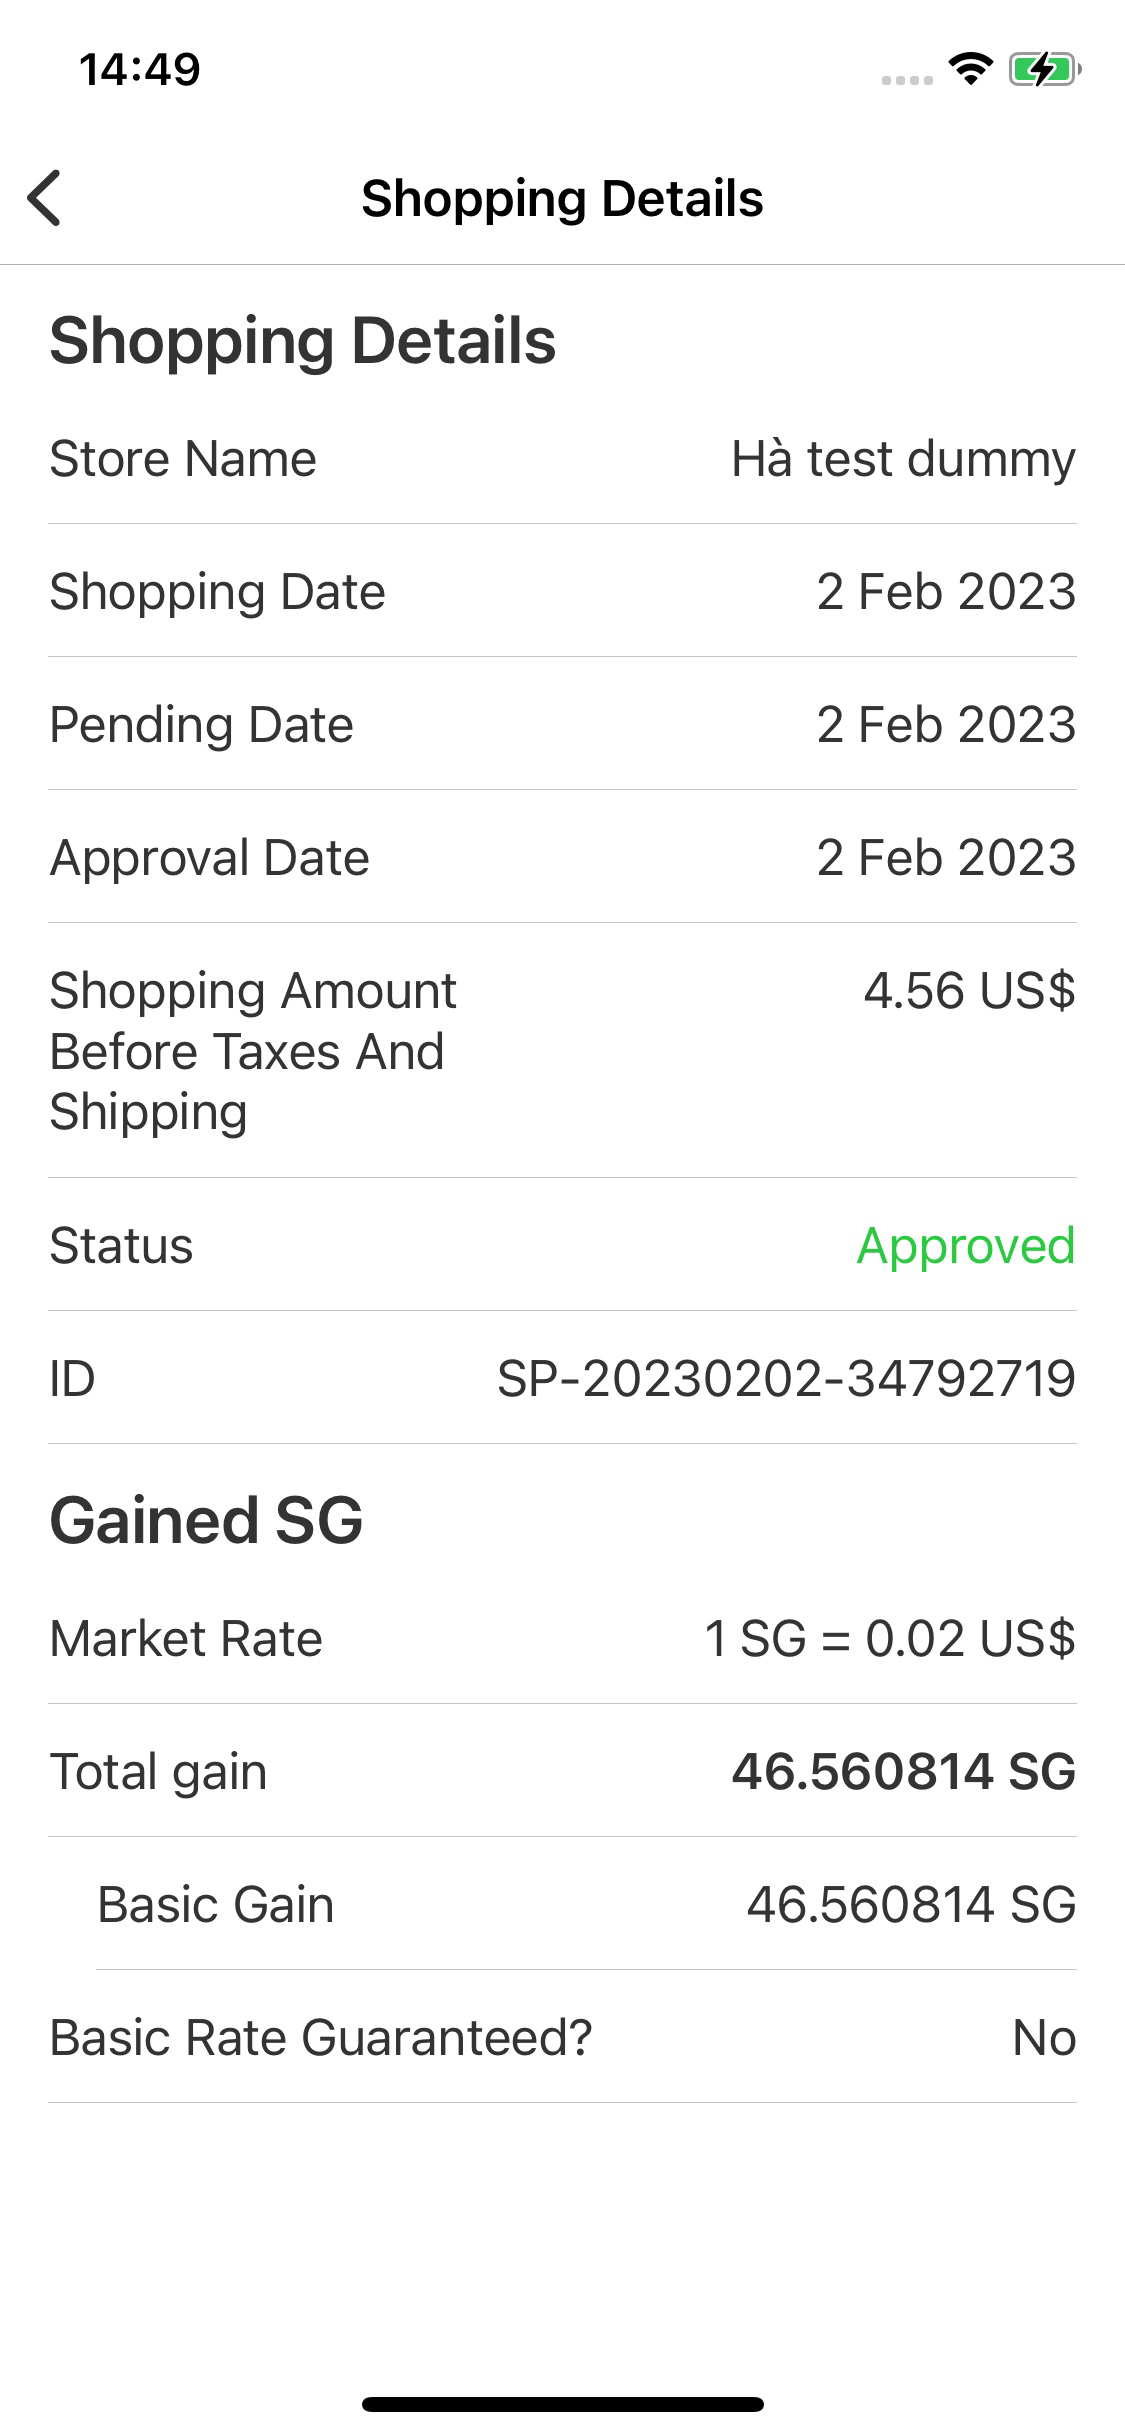 14:49
Shopping Details
Shopping Details
Store Name Hà test dummy
Shopping Date 2 Feb 2023
Pending Date 2 Feb 2023
Approval Date 2 Feb 2023
Shopping Amount 4.56 US$
Before Taxes And
Shipping
Status Approved
ID SP-20230202-34792719
Gained SG
Market Rate 1 SG = 0.02 US$
Total gain 46.560814 SG
Basic Gain 46.560814 SG
Basic Rate Guaranteed? No